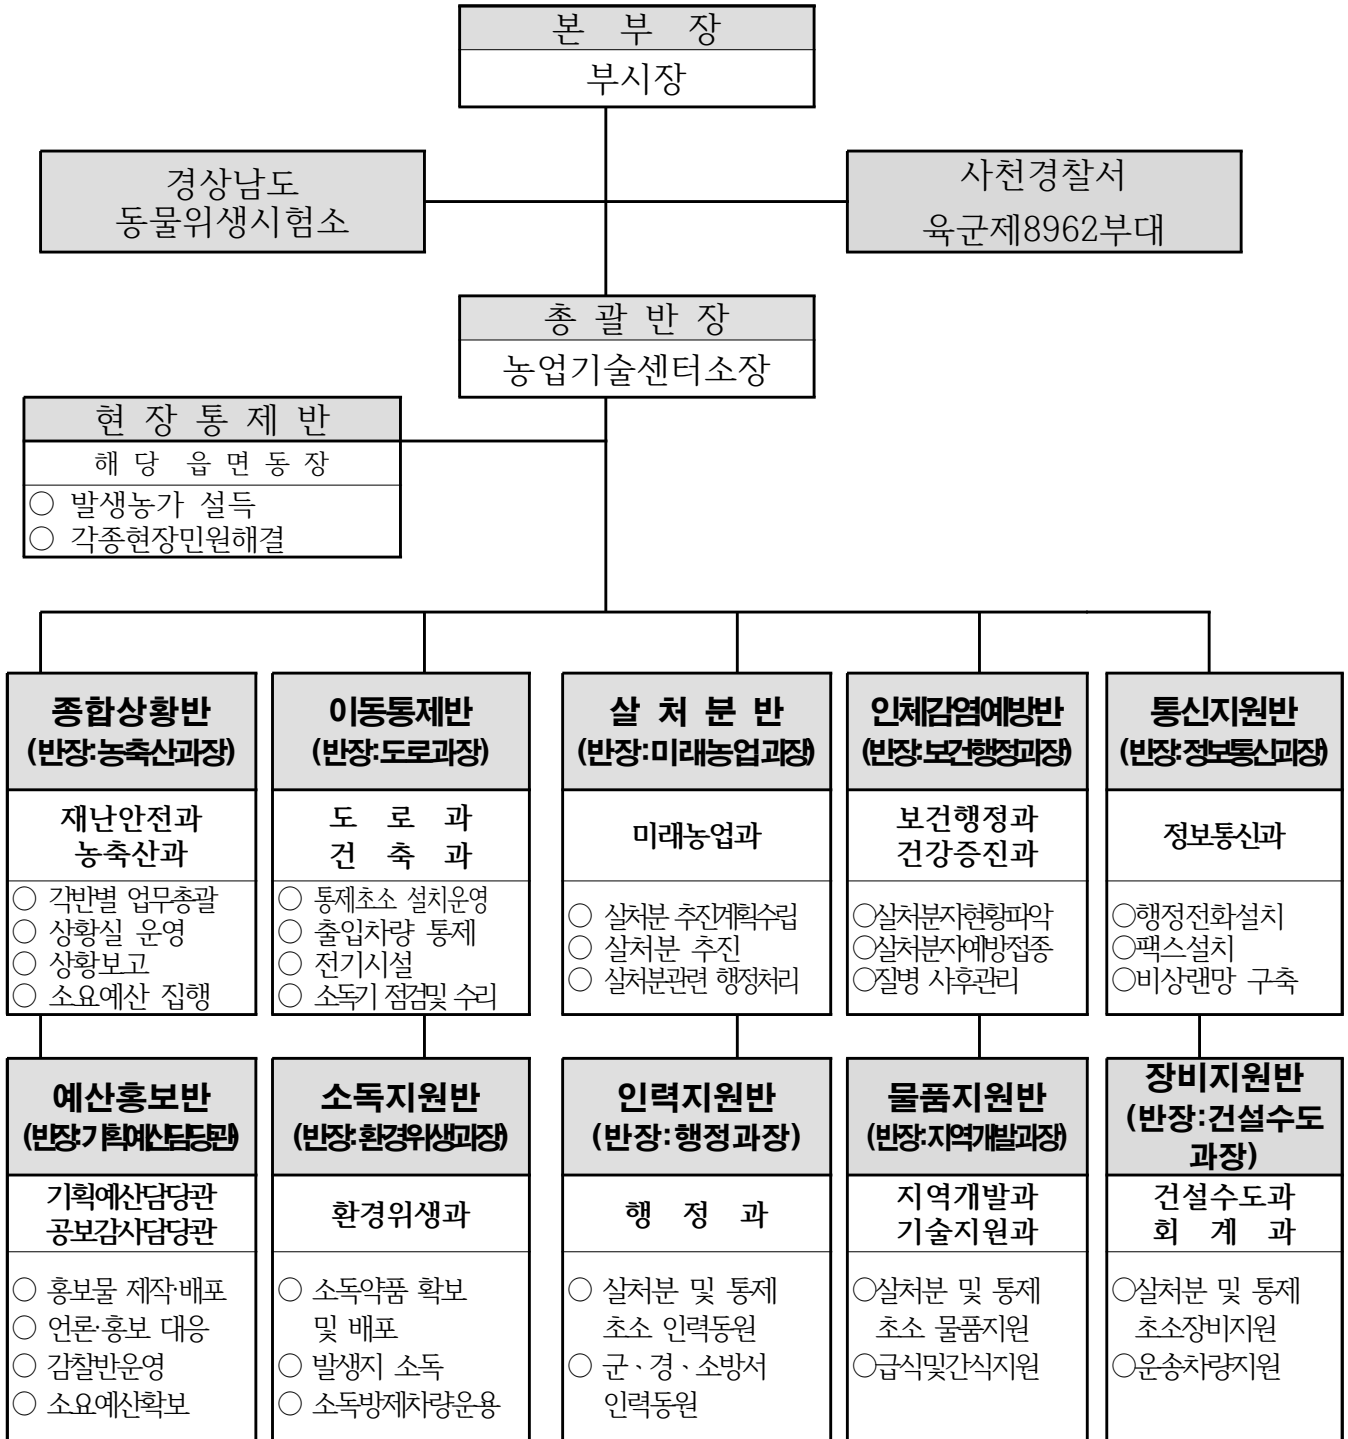 본 부 장
부시장
경상남도
동물위생시험소
사천경찰서
육군제8962부대
총 괄 반 장
농업기술센터소장
현 장 통 제 반
해 당 읍 면 동 장
○ 발생농가 설득
○ 각종현장민원해결
종합상황반
(반장:농축산과장)
재난안전과
농축산과
○ 각반별 업무총괄
○ 상황실 운영
○ 상황보고
○ 소요예산 집행
이동통제반
(반장:도로과장)
도 로 과
건 축 과
○ 통제초소 설치운영
○ 출입차량 통제
○ 전기시설
○ 소독기 점검및 수리
살 처 분 반
(반장:미래농업과장)
미래농업과
○ 살처분 추진계획수립
○ 살처분 추진
○ 살처분관련 행정처리
인체감염예방반
(반장:보건행정과장)
보건행정과
건강증진과
○살처분자현황파악
○살처분자예방접종
○질병 사후관리
통신지원반
(반장:정보통신과장)
정보통신과
○행정전화설치
○팩스설치
○비상랜망 구축
예산홍보반
(반장:기획예산담당관)
기획예산담당관
공보감사담당관
○ 홍보물 제작·배포
○ 언론·홍보 대응
○ 감찰반운영
○ 소요예산확보
소독지원반
(반장:환경위생과장)
환경위생과
○ 소독약품 확보
및 배포
○ 발생지 소독
○ 소독방제차량운용
인력지원반
(반장:행정과장)
행 정 과
○ 살처분 및 통제
초소 인력동원
○ 군、경、소방서
인력동원
물품지원반
(반장:지역개발과장)
지역개발과
기술지원과
○살처분 및 통제
초소 물품지원
○급식및간식지원
장비지원반
(반장:건설수도
과장)
건설수도과
회 계 과
○살처분 및 통제
초소장비지원
○운송차량지원